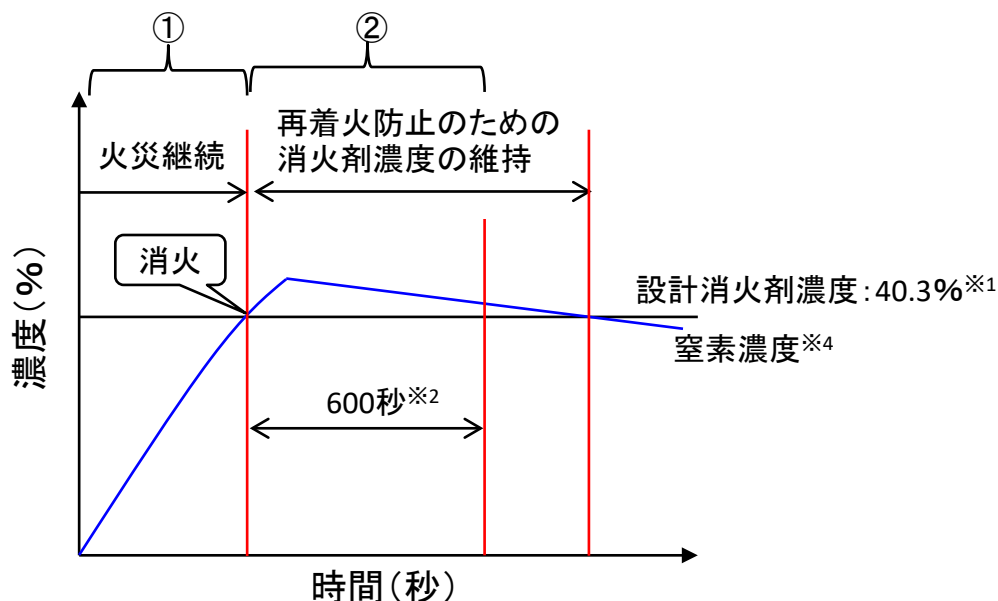 ①
②
火災継続
再着火防止のための
消火剤濃度の維持
消火
設計消火剤濃度:40.3%※1
窒素濃度※4
600秒※2
濃度(%)
時間(秒)